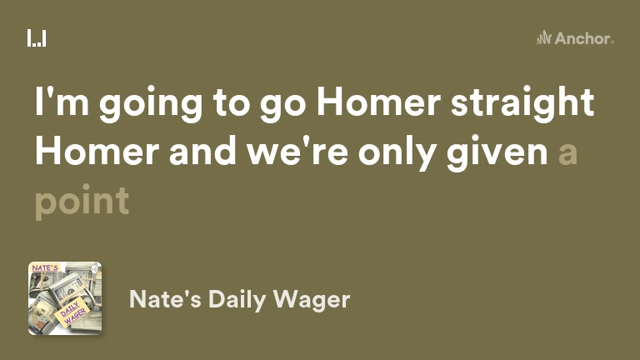 Anchor
I'm going to go Homer straight
Homer and we're only given a
point
NATE'S
DAILY
WAGER
Nate's Daily Wager